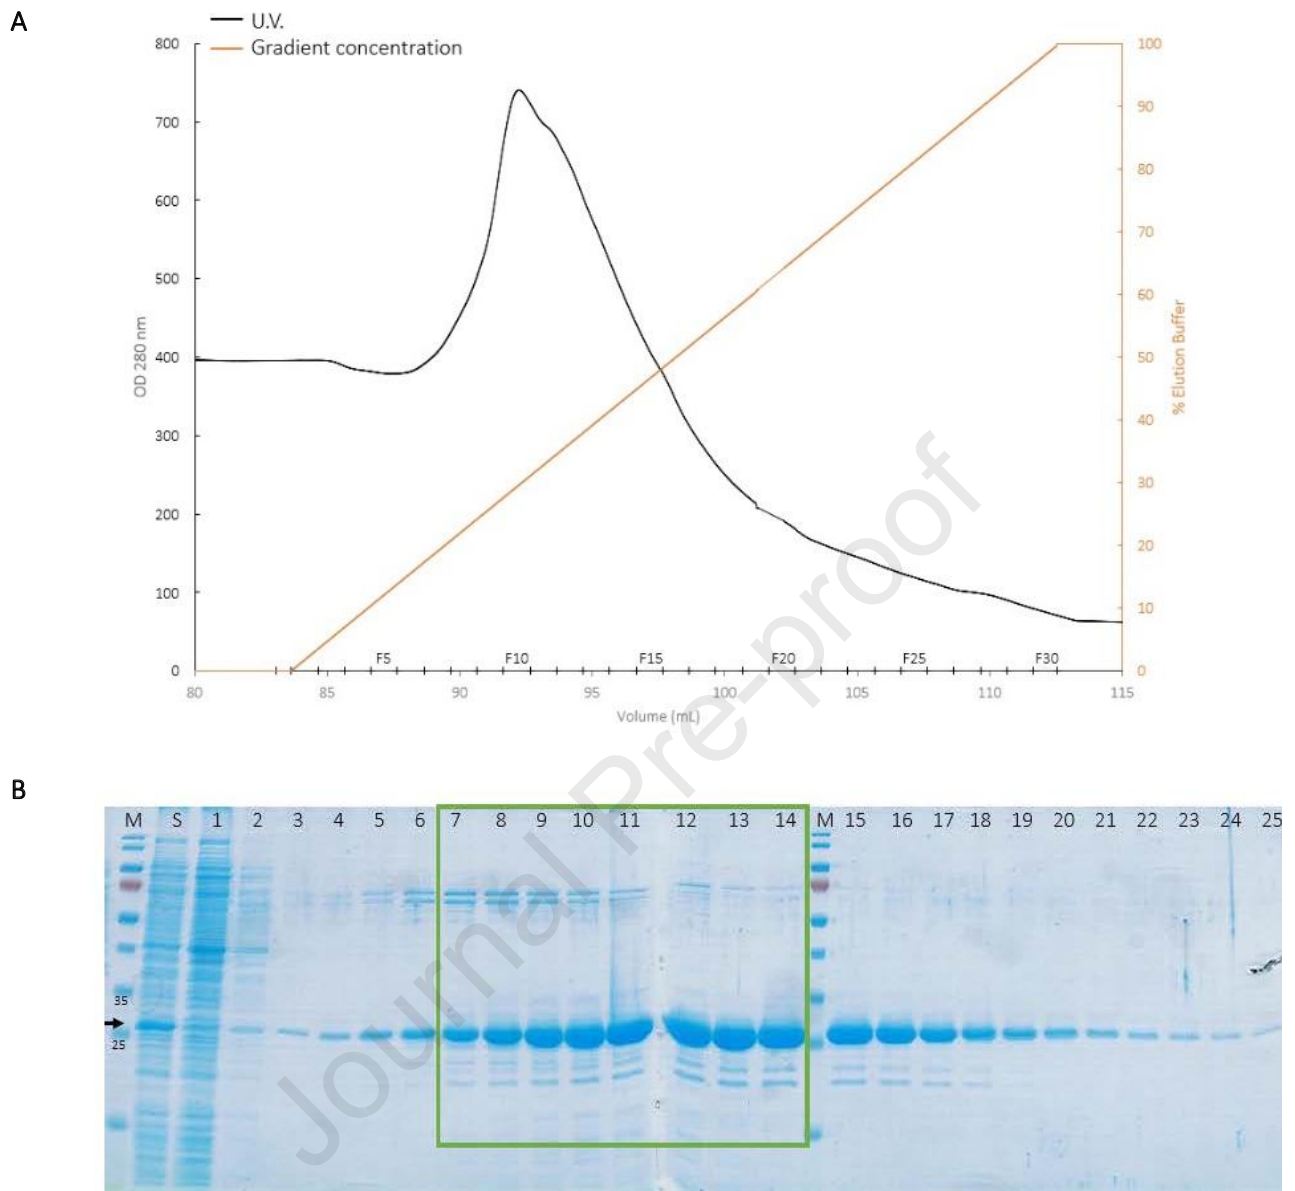 A
U.V.
Gradient concentration
800
700
600
500
400
300
200
100
0
OD 280 nm
100
90
80
70
60
50
40
30
20
10
0
% Elution Buffer
F5 F10 F15 F20 F25 F30
80 85 90 95 100 105 110 115
Volume (mL)
Journal Pre-proof
B
M S 1 2 3 4 5 6 7 8 9 10 11 12 13 14 M 15 16 17 18 19 20 21 22 23 24 25
35
25